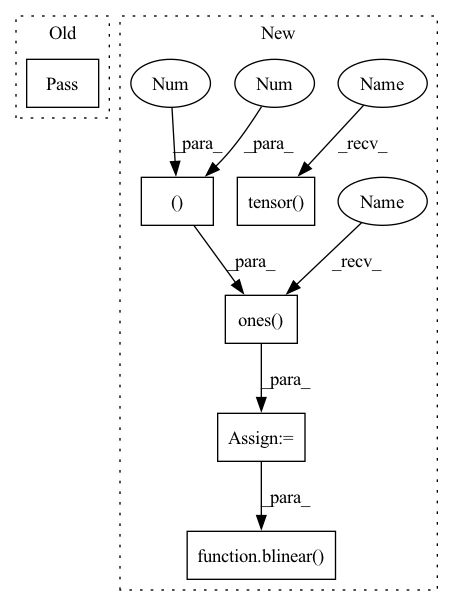 Old
New
Pass
Num
Num
Name
_para_
_para_
_recv_
()
tensor()
Name
_para_
_recv_
ones()
_para_
Assign:=
_para_
function.blinear()